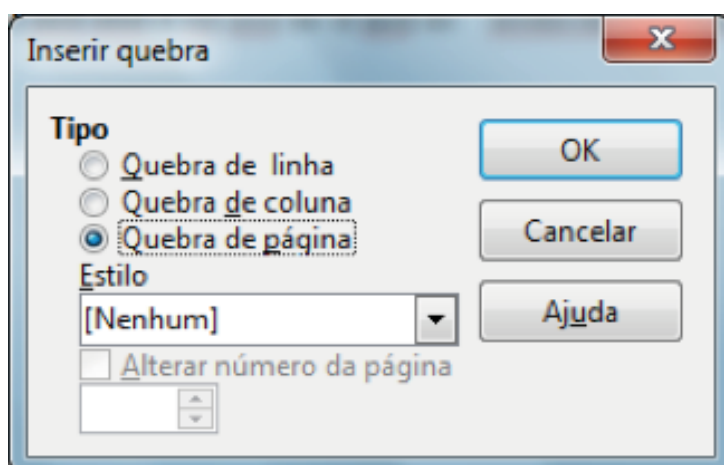 Inserir quebra
Tipo
Quebra de linha
Quebra de coluna
Quebra de página
Estilo
[Nenhum]
Alterar número da página
OK
Cancelar
Ajuda